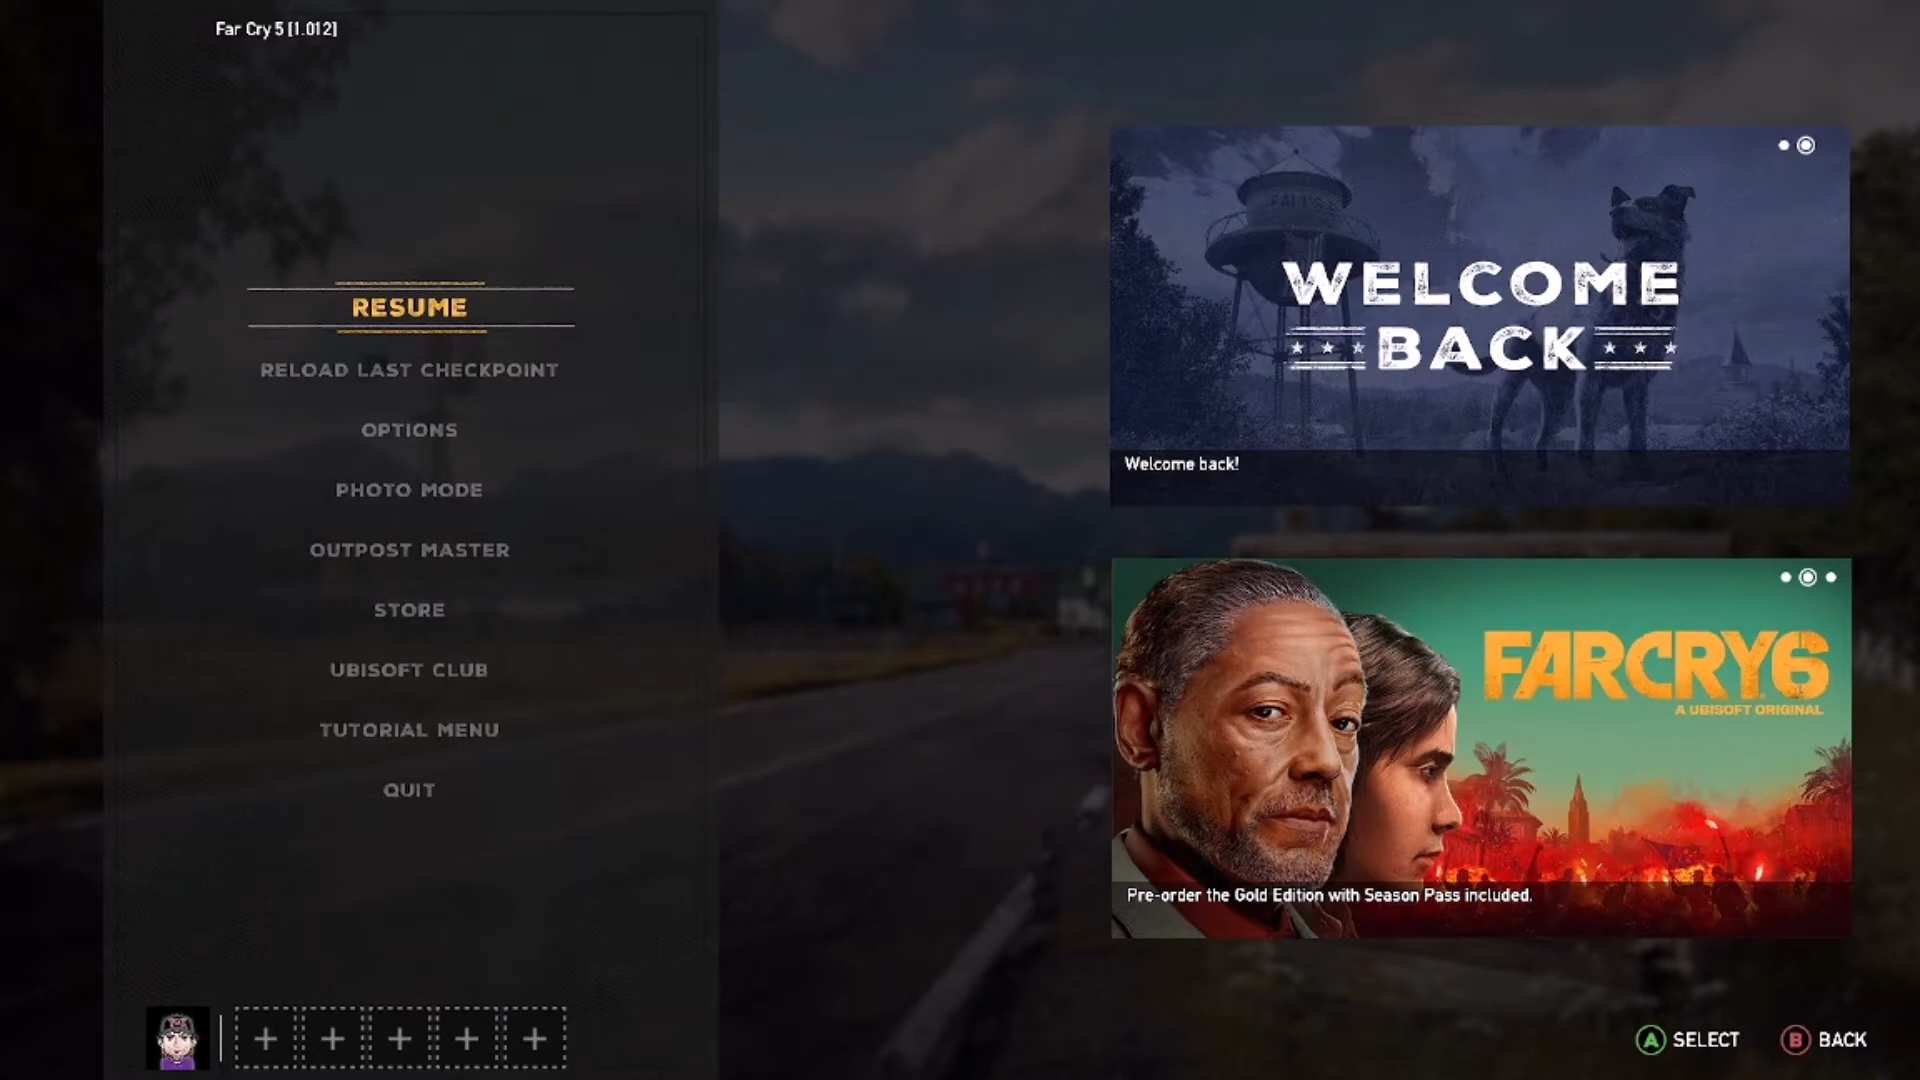 Far Cry 5 [1.012]
RESUME
RELOAD LAST CHECKPOINT
OPTIONS
PHOTO MODE
OUTPOST MASTER
STORE
UBISOFT CLUB
TUTORIAL MENU
QUIT
FALLS
WELCOME
BACK
Welcome back!
FARCRY6
A UBISOFT ORIGINAL
Pre-order the Gold Edition with Season Pass included.
A SELECT
B BACK